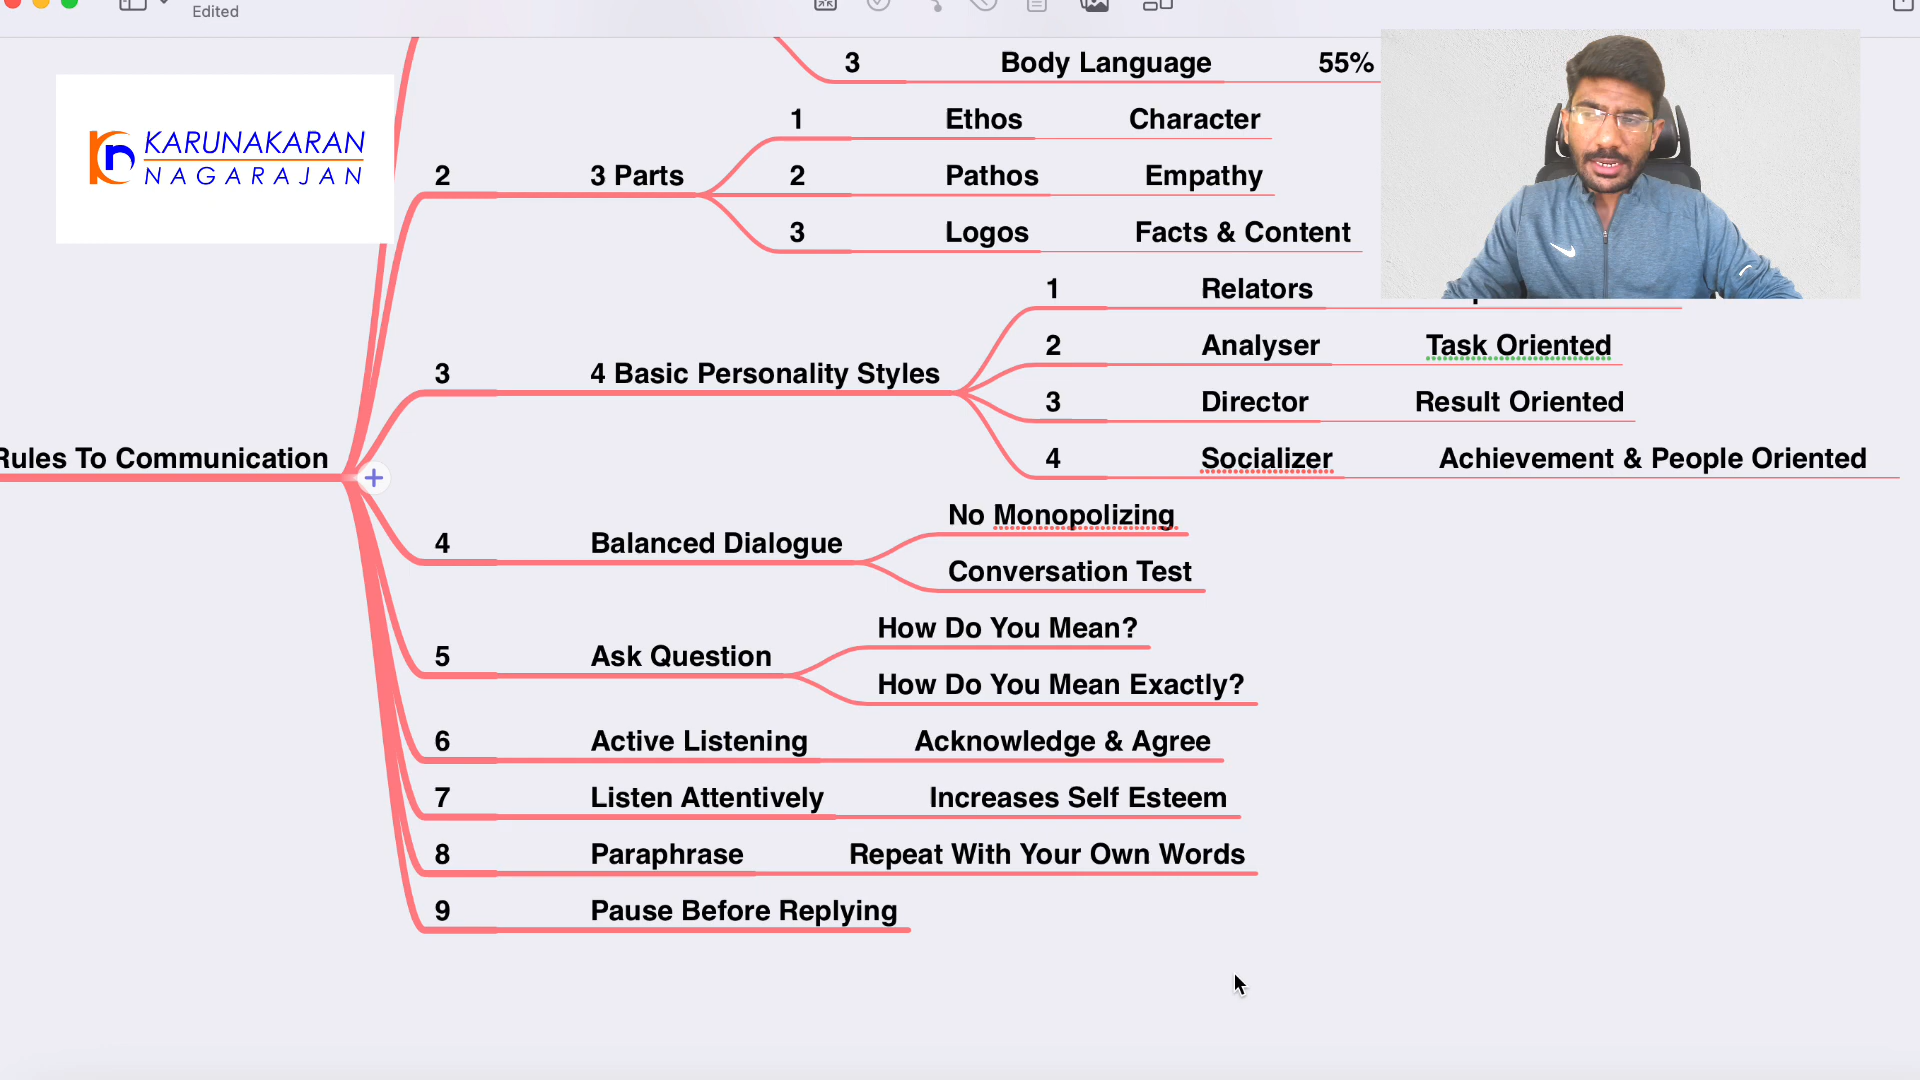 Edited
3 Body Language 55%
KARUNAKARAN
NAGARAJAN
1 Ethos Character
2 3 Parts
2 Pathos Empathy
3 Logos Facts & Content
1 Relators
2 Analyser Task Oriented
3 4 Basic Personality Styles
3 Director Result Oriented
Rules To Communication
4 Socializer Achievement & People Oriented
No Monopolizing
4 Balanced Dialogue
Conversation Test
How Do You Mean?
5 Ask Question
How Do You Mean Exactly?
6 Active Listening Acknowledge & Agree
7 Listen Attentively Increases Self Esteem
8 Paraphrase Repeat With Your Own Words
9 Pause Before Replying